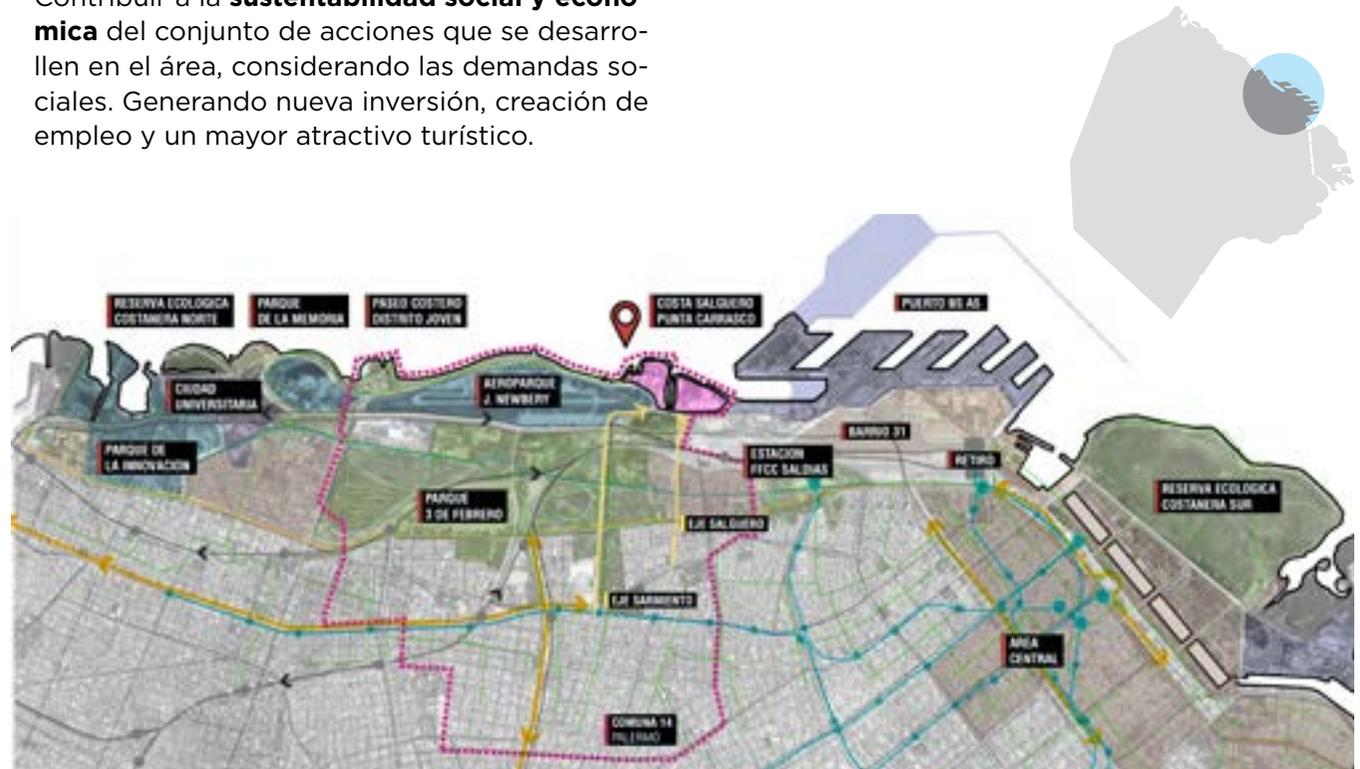 Contribuir a la sustentabilidad social y econó-
mica del conjunto de acciones que se desarro-
llen en el área, considerando las demandas so-
ciales. Generando nueva inversión, creación de
empleo y un mayor atractivo turístico.
RESERVA ECOLOGICA
COSTANERA NORTE
PARQUE
DE LA MEMORIA
PASEO COSTERO
DISTRITO JOVEN
COSTA SALGUERO
PUNTA CARRASCO
PUERTO BS AS
CIUDAD
UNIVERSITARIA
AEROPARQUE
J. NEWBERY
PARQUE DE
LA INNOVACION
BARRIO 31
ESTACION
FFCC SALDIAS
RETIRO
PARQUE
3 DE FEBRERO
EJE SALGUERO
RESERVA ECOLOGICA
COSTANERA SUR
EJE SARMIENTO
AREA
CENTRAL
COMUNA 14
PALERMO